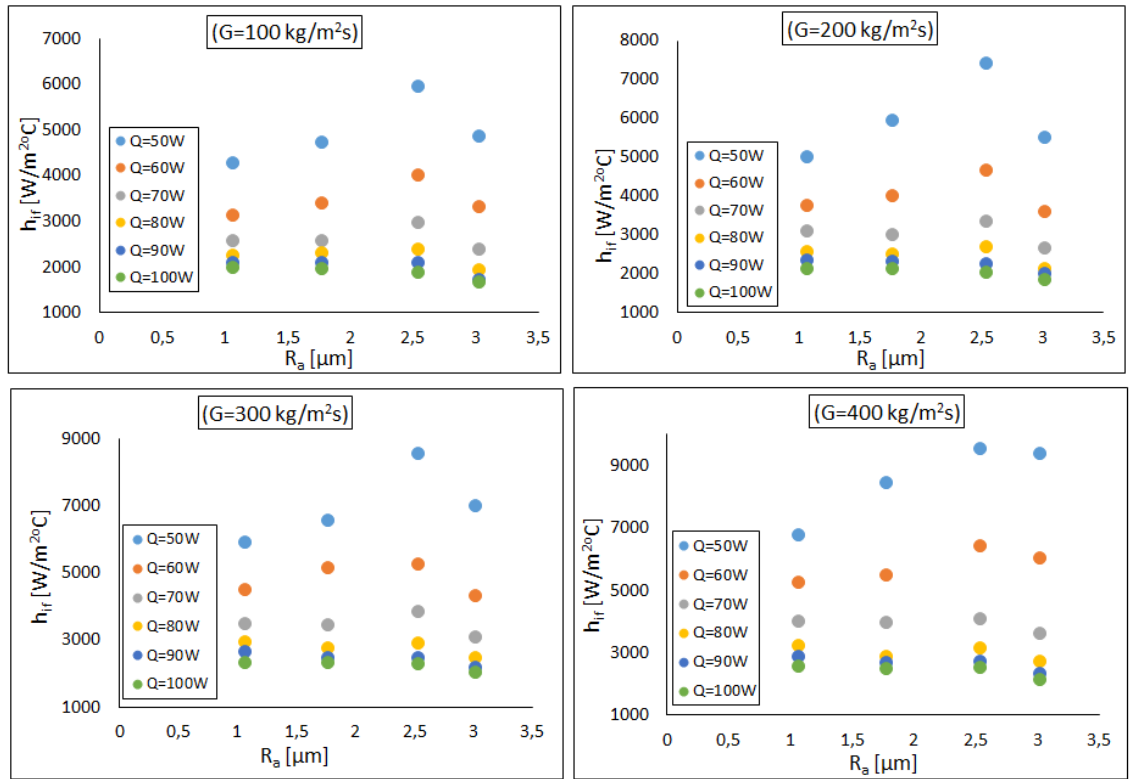 (G=100 kg/m²s)
7000
6000
5000
4000
3000
2000
1000
h_if [W/m²⁰C]
Q=50W
Q=60W
Q=70W
Q=80W
Q=90W
Q=100W
0 0,5 1 1,5 2 2,5 3 3,5
R_a [µm]
(G=200 kg/m²s)
8000
7000
6000
5000
4000
3000
2000
1000
h_if [W/m²⁰C]
Q=50W
Q=60W
Q=70W
Q=80W
Q=90W
Q=100W
0 0,5 1 1,5 2 2,5 3 3,5
R_a [µm]
(G=300 kg/m²s)
9000
7000
5000
3000
1000
h_if [W/m²⁰C]
Q=50W
Q=60W
Q=70W
Q=80W
Q=90W
Q=100W
0 0,5 1 1,5 2 2,5 3 3,5
R_a [µm]
(G=400 kg/m²s)
9000
7000
5000
3000
1000
h_if [W/m²⁰C]
Q=50W
Q=60W
Q=70W
Q=80W
Q=90W
Q=100W
0 0,5 1 1,5 2 2,5 3 3,5
R_a [µm]